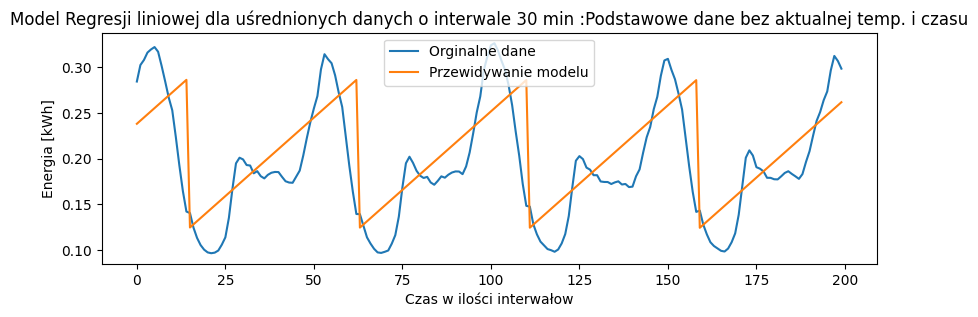 Model Regresji liniowej dla uśrednionych danych o interwale 30 min :Podstawowe dane bez aktualnej temp. i czasu
Orginalne dane
Przewidywanie modelu
Energia [kWh]
0.30
0.25
0.20
0.15
0.10
0 25 50 75 100 125 150 175 200
Czas w ilości interwałow